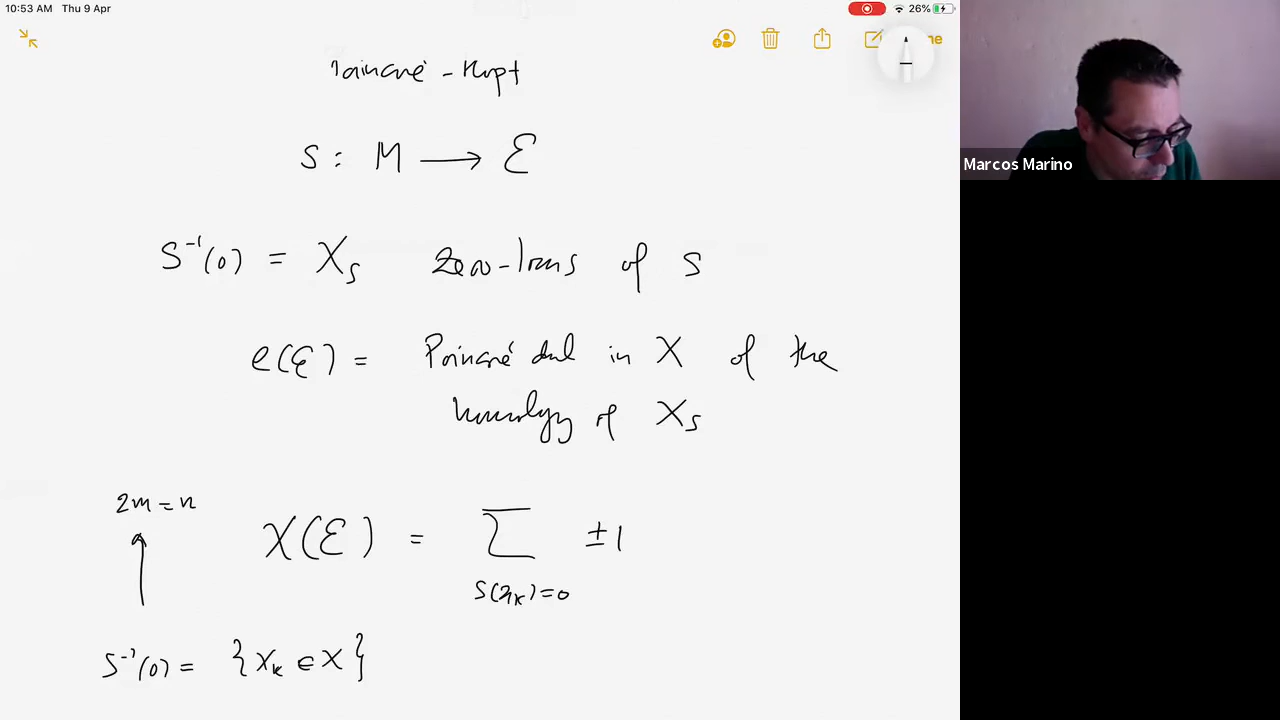 10:53 AM Thu 9 Apr
26%
Poincaré - Hopf
s : M ⟶ ℰ
s⁻¹(0) = X_s zero-locus of s
e(ℰ) = Poincaré dual in X of the
homology of X_s
2m = n
χ(ℰ) = ∑ ± 1
s(x_k) = 0
s⁻¹(0) = { x_k ∈ X }
Marcos Marino